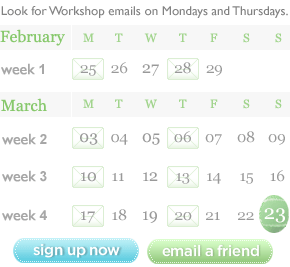 Look for Workshop emails on Mondays and Thursdays.
February M T W T F S S
week 1 25 26 27 28 29
March M T W T F S S
week 2 03 04 05 06 07 08 09
week 3 10 11 12 13 14 15 16
week 4 17 18 19 20 21 22 23
sign up now email a friend